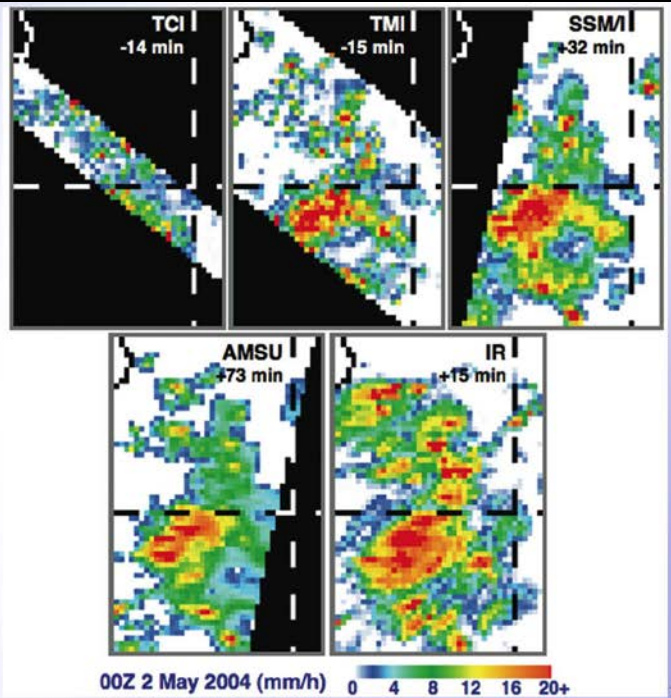 TCI
-14 min
TMI
-15 min
SSM/I
+32 min
AMSU
+73 min
IR
+15 min
00Z 2 May 2004 (mm/h)
0 4 8 12 16 20+